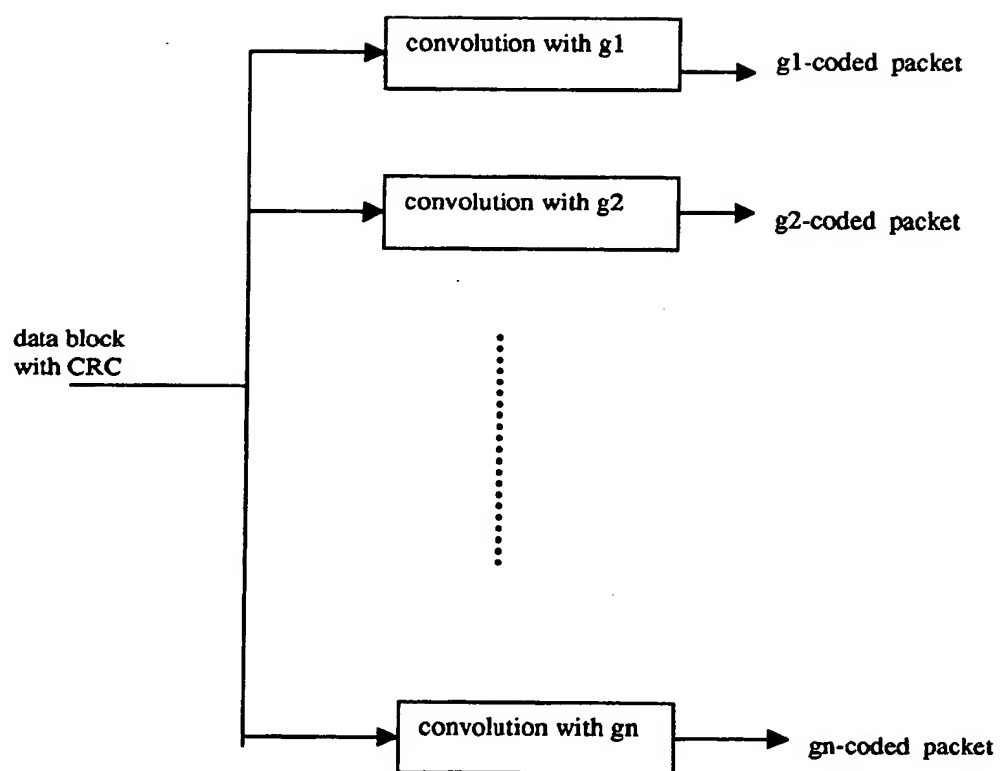 convolution with g1
g1-coded packet
convolution with g2
g2-coded packet
data block
with CRC
convolution with gn
gn-coded packet